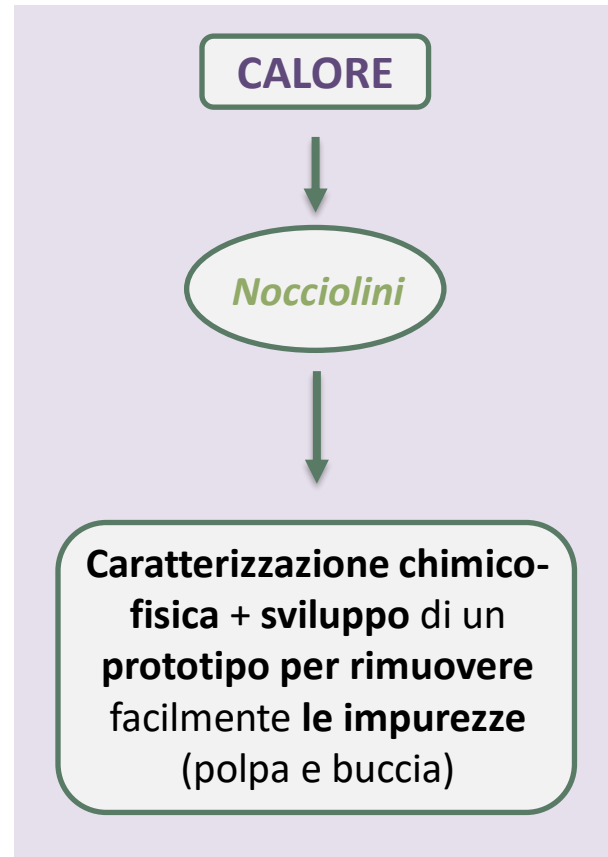 CALORE
Nocciolini
Caratterizzazione chimico-
fisica + sviluppo di un
prototipo per rimuovere
facilmente le impurezze
(polpa e buccia)